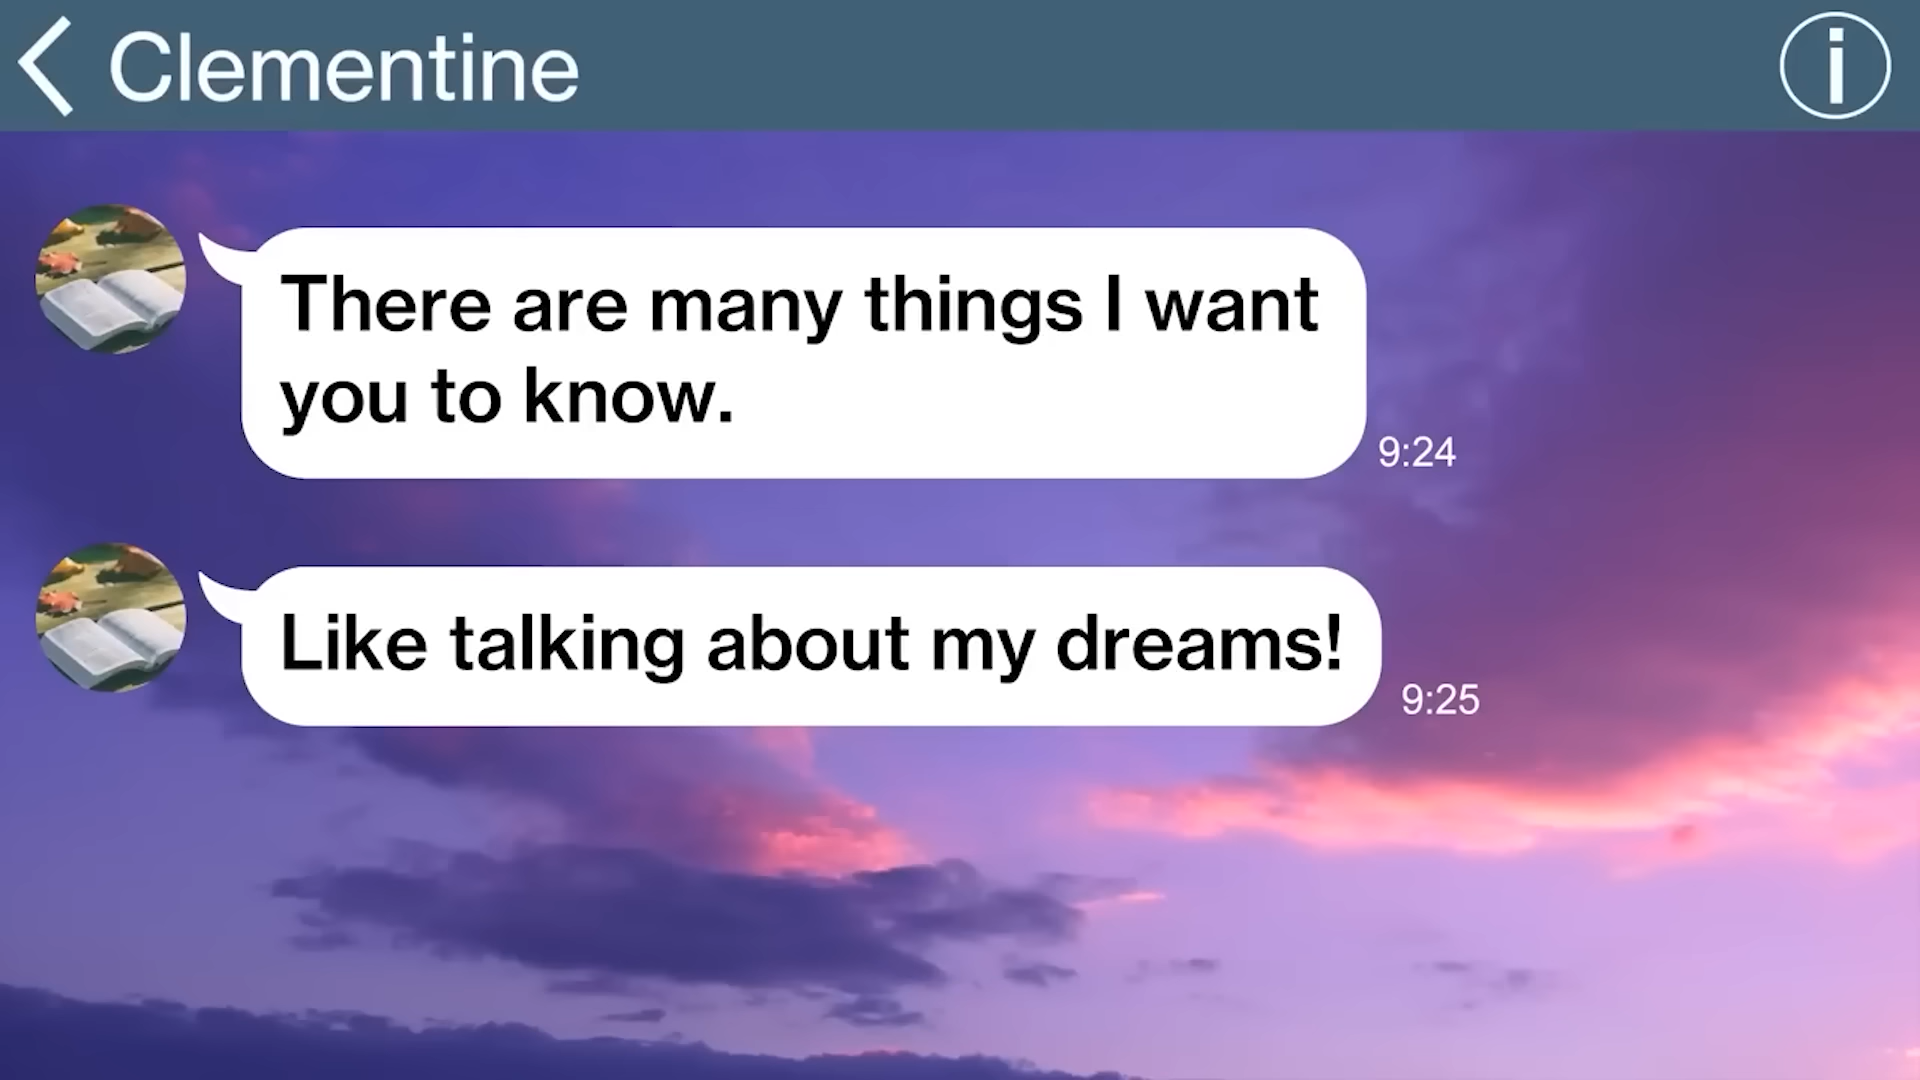 Clementine
There are many things I want
you to know.
9:24
Like talking about my dreams!
9:25